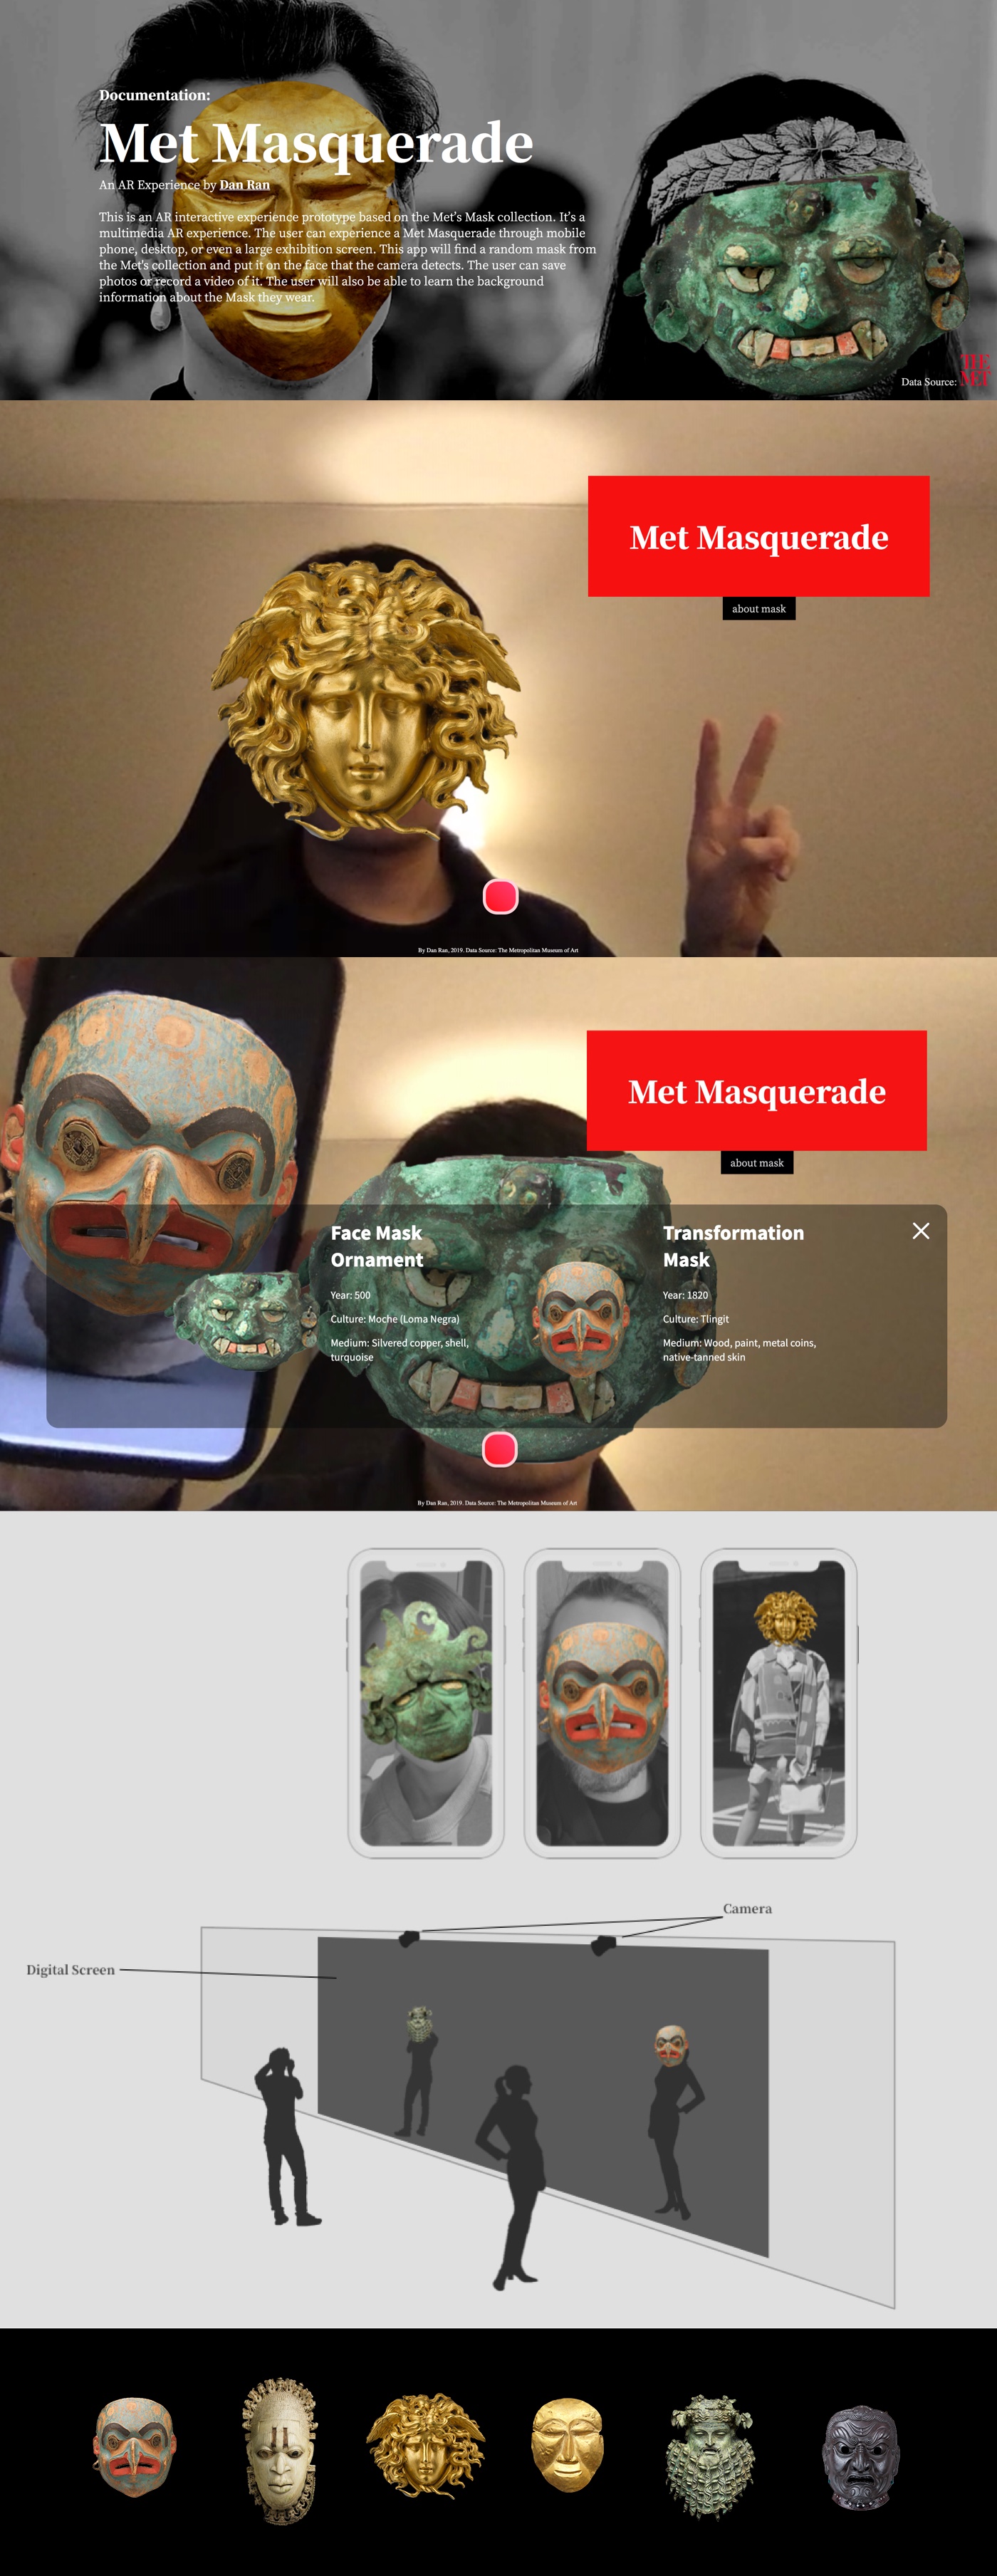 Documentation:
Met Masquerade
An AR Experience by Dan Ran
This is an AR interactive experience prototype based on the Met's Mask collection. It's a
multimedia AR experience. The user can experience a Met Masquerade through mobile
phone, desktop, or even a large exhibition screen. This app will find a random mask from
the Met's collection and put it on the face that the camera detects. The user can save
photos or record a video of it. The user will also be able to learn the background
information about the Mask they wear.
Data Source:
THE
MET
Met Masquerade
about mask
By Dan Ran, 2019. Data Source: The Metropolitan Museum of Art
Met Masquerade
about mask
Face Mask
Ornament
Year: 500
Culture: Moche (Loma Negra)
Medium: Silvered copper, shell,
turquoise
Transformation
Mask
Year: 1820
Culture: Tlingit
Medium: Wood, paint, metal coins,
native-tanned skin
By Dan Ran, 2019. Data Source: The Metropolitan Museum of Art
Camera
Digital Screen